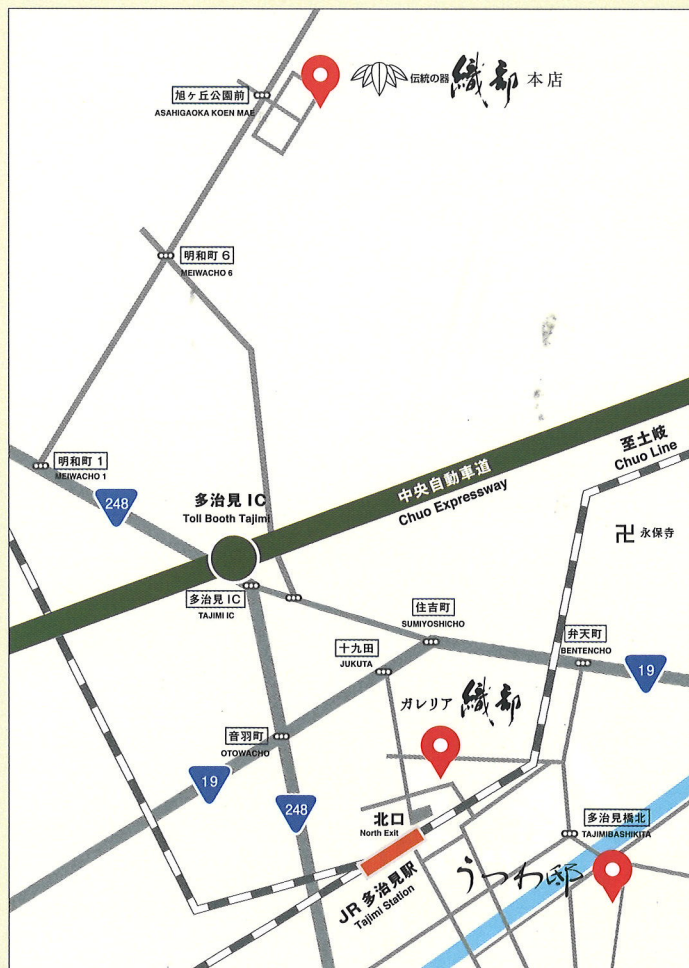 伝統の器 織部 本店
旭ヶ丘公園前
ASAHIGAOKA KOEN MAE
明和町 6
MEIWACHO 6
明和町 1
MEIWACHO 1
248
多治見 IC
Toll Booth Tajimi
中央自動車道
Chuo Expressway
至土岐
Chuo Line
卍 永保寺
多治見 IC
TAJIMI IC
住吉町
SUMIYOSHICHO
弁天町
BENTENCHO
十九田
JUKUTA
19
ガレリア 織部
音羽町
OTOWACHO
19
248
北口
North Exit
多治見橋北
TAJIMIBASHIKITA
うつわ邸
JR 多治見駅
Tajimi Station